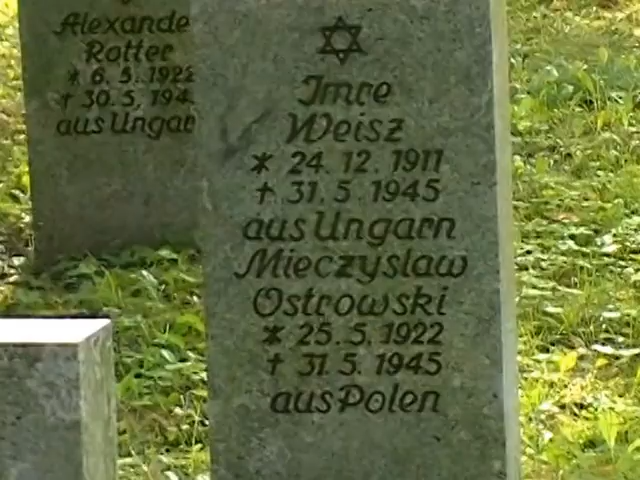 Alexande
Rotter
* 6. 5. 1922
† 30. 5. 194
aus Ungar
Imre
Weisz
* 24. 12. 1911
† 31. 5. 1945
aus Ungarn
Mieczyslaw
Ostrowski
* 25. 5. 1922
† 31. 5. 1945
aus Polen